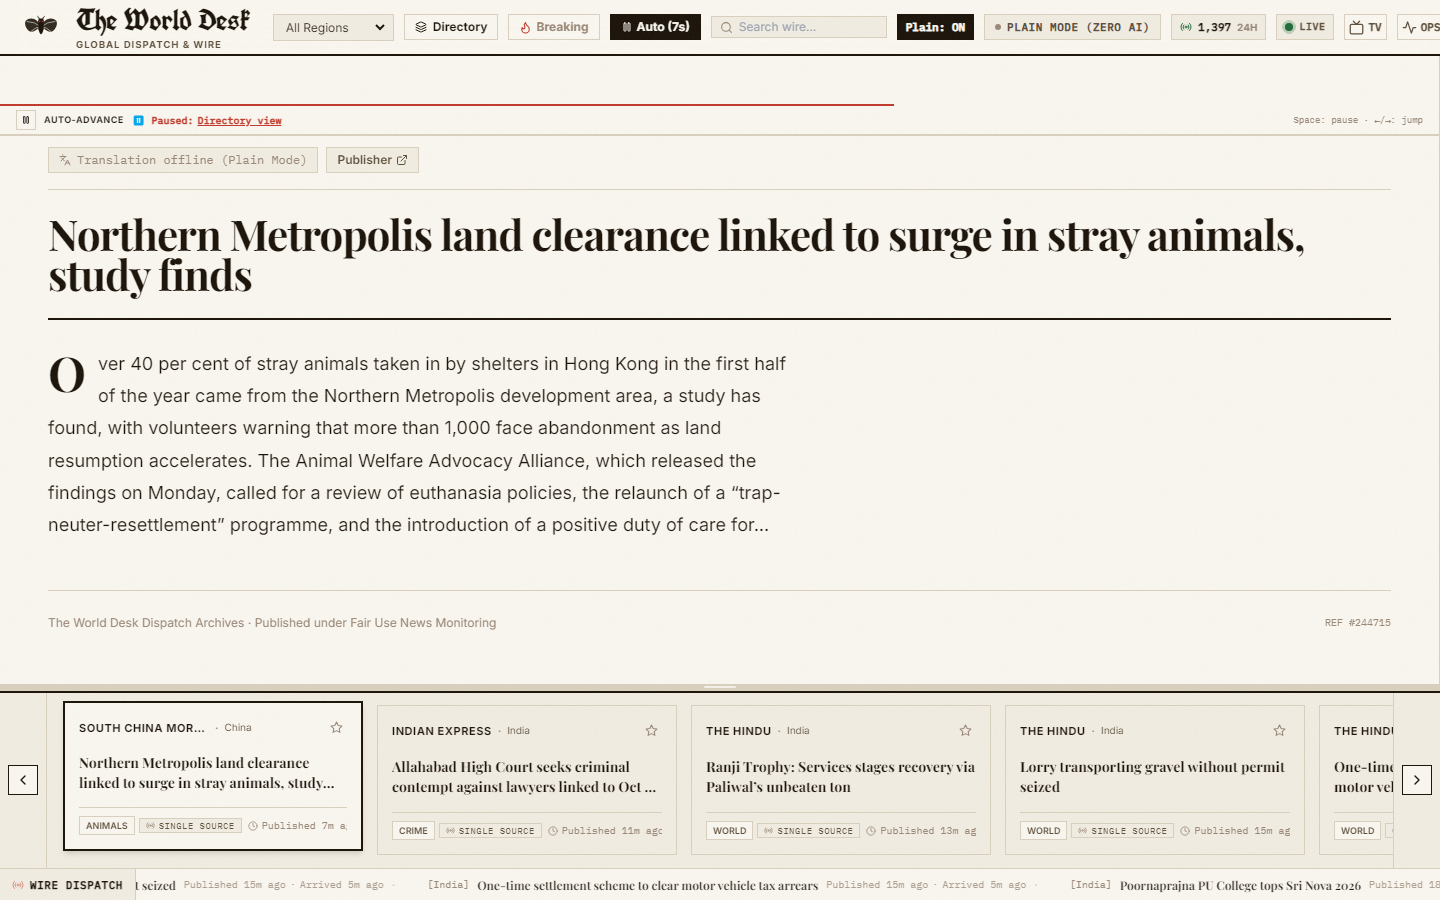 The World Desk
GLOBAL DISPATCH & WIRE
All Regions
Directory
Breaking
Auto (7s)
Search wire...
Plain: ON
PLAIN MODE (ZERO AI)
1,397 24H
LIVE
TV
OPS
AUTO-ADVANCE
Paused: Directory view
Space: pause · ←/→: jump
Translation offline (Plain Mode)
Publisher
Northern Metropolis land clearance linked to surge in stray animals,
study finds
Over 40 per cent of stray animals taken in by shelters in Hong Kong in the first half
of the year came from the Northern Metropolis development area, a study has
found, with volunteers warning that more than 1,000 face abandonment as land
resumption accelerates. The Animal Welfare Advocacy Alliance, which released the
findings on Monday, called for a review of euthanasia policies, the relaunch of a “trap-
neuter-resettlement” programme, and the introduction of a positive duty of care for...
The World Desk Dispatch Archives · Published under Fair Use News Monitoring
REF #244715
SOUTH CHINA MOR... · China
Northern Metropolis land clearance
linked to surge in stray animals, study...
ANIMALS
SINGLE SOURCE
Published 7m a
INDIAN EXPRESS · India
Allahabad High Court seeks criminal
contempt against lawyers linked to Oct ...
CRIME
SINGLE SOURCE
Published 11m ago
THE HINDU · India
Ranji Trophy: Services stages recovery via
Paliwal's unbeaten ton
WORLD
SINGLE SOURCE
Published 13m ag
THE HINDU · India
Lorry transporting gravel without permit
seized
WORLD
SINGLE SOURCE
Published 15m ag
THE HINDU
One-time
motor vel
WORLD
WIRE DISPATCH
t seized Published 15m ago · Arrived 5m ago ·
[India] One-time settlement scheme to clear motor vehicle tax arrears Published 15m ago · Arrived 5m ago ·
[India] Poornaprajna PU College tops Sri Nova 2026 Published 18